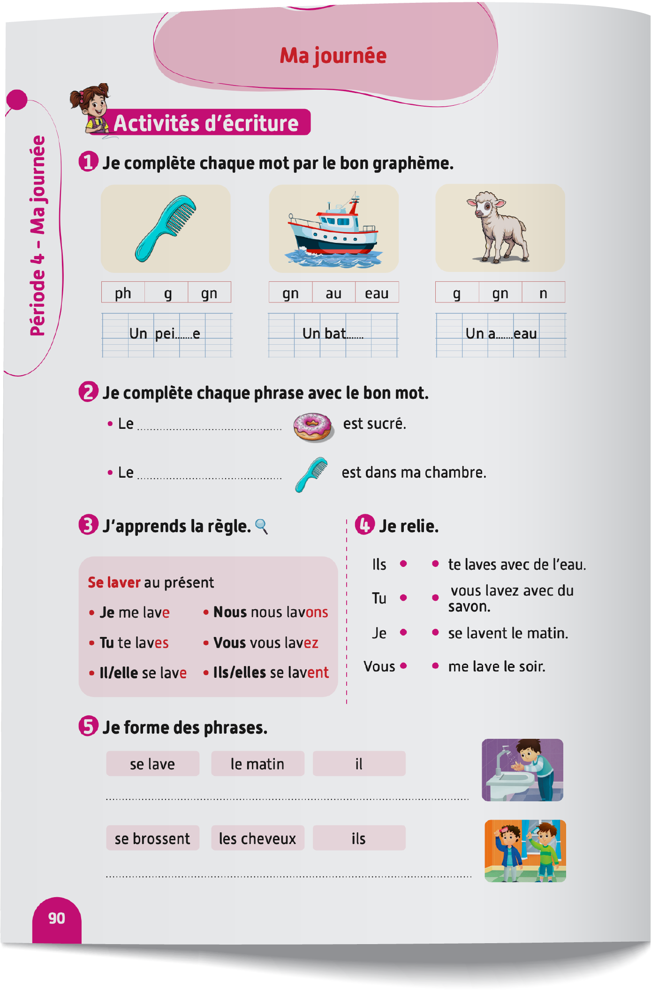 Ma journée
Période 4 - Ma journée
Activités d'écriture
1 Je complète chaque mot par le bon graphème.
ph g gn
gn au eau
g gn n
Un pei.......e
Un bat.......
Un a.......eau
2 Je complète chaque phrase avec le bon mot.
• Le ........................................ est sucré.
• Le ........................................ est dans ma chambre.
3 J'apprends la règle.
Se laver au présent
• Je me lave
• Tu te laves
• Il/elle se lave
• Nous nous lavons
• Vous vous lavez
• Ils/elles se lavent
4 Je relie.
Ils • • te laves avec de l'eau.
Tu • • vous lavez avec du
savon.
Je • • se lavent le matin.
Vous • • me lave le soir.
5 Je forme des phrases.
se lave le matin il
se brossent les cheveux ils
90